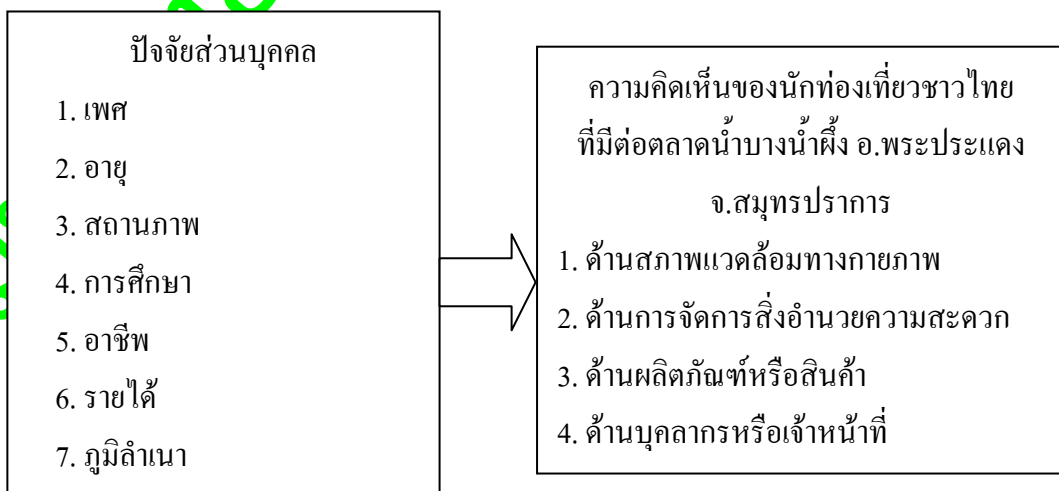 ปัจจัยส่วนบุคคล
1. เพศ
2. อายุ
3. สถานภาพ
4. การศึกษา
5. อาชีพ
6. รายได้
7. ภูมิลำเนา
ความคิดเห็นของนักท่องเที่ยวชาวไทย
ที่มีต่อตลาดน้ำบางน้ำผึ้ง อ.พระประแดง
จ.สมุทรปราการ
1. ด้านสภาพแวดล้อมทางกายภาพ
2. ด้านการจัดการสิ่งอำนวยความสะดวก
3. ด้านผลิตภัณฑ์หรือสินค้า
4. ด้านบุคลากรหรือเจ้าหน้าที่